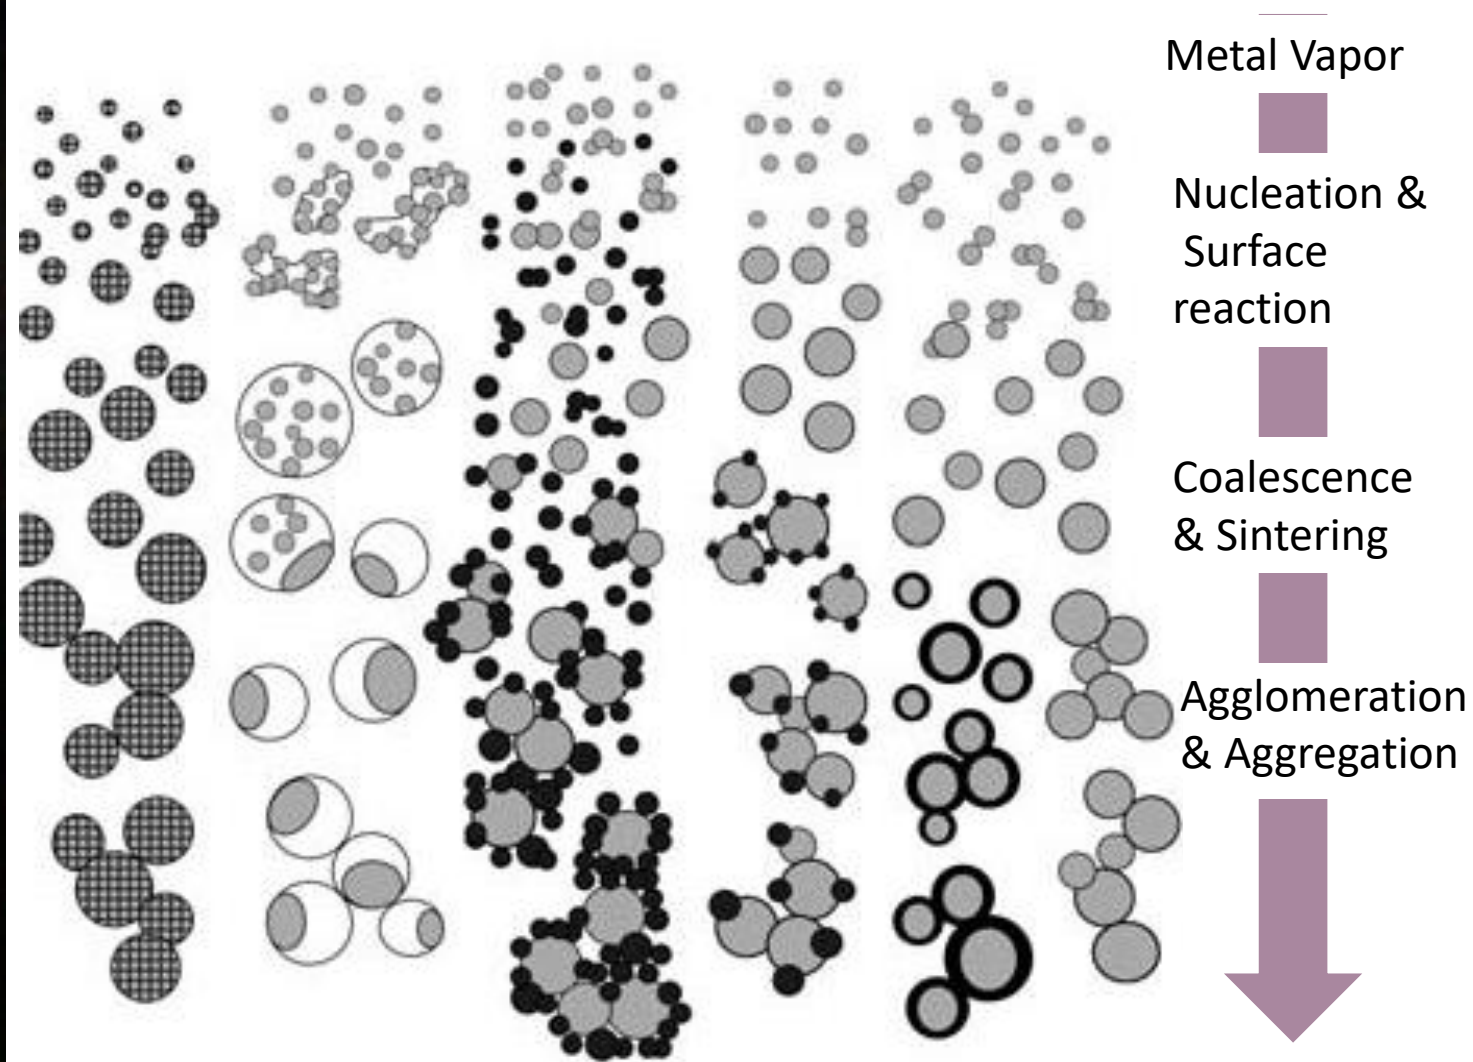 Metal Vapor
Nucleation &
Surface
reaction
Coalescence
& Sintering
Agglomeration
& Aggregation